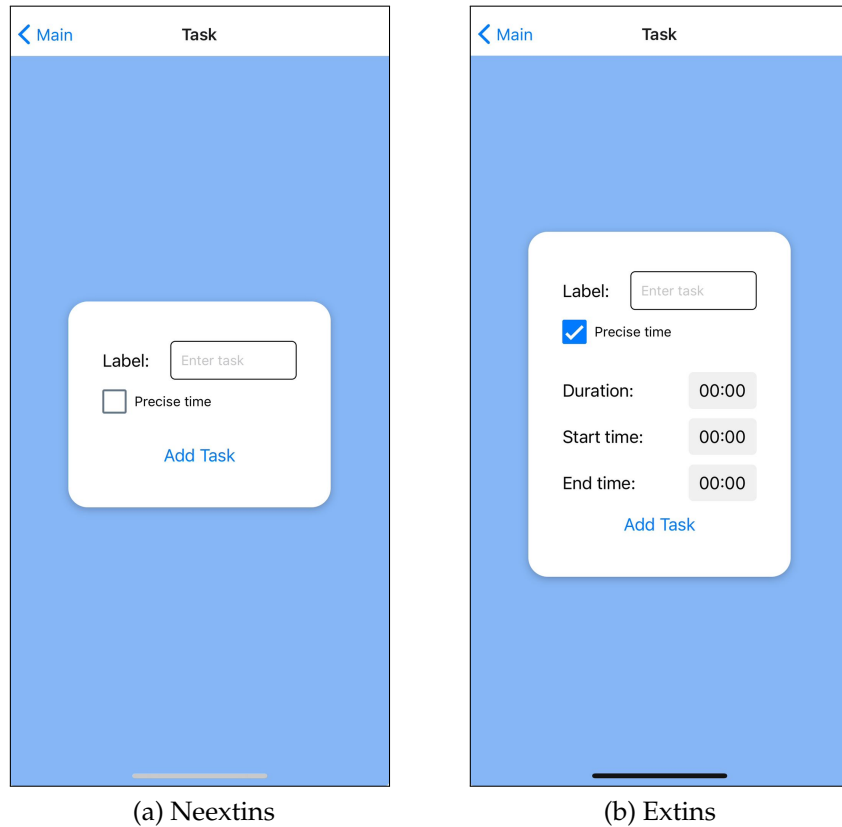 Main
Task
Label:
Enter task
Precise time
Add Task
(a) Neextins
Main
Task
Label:
Enter task
Precise time
Duration:
00:00
Start time:
00:00
End time:
00:00
Add Task
(b) Extins